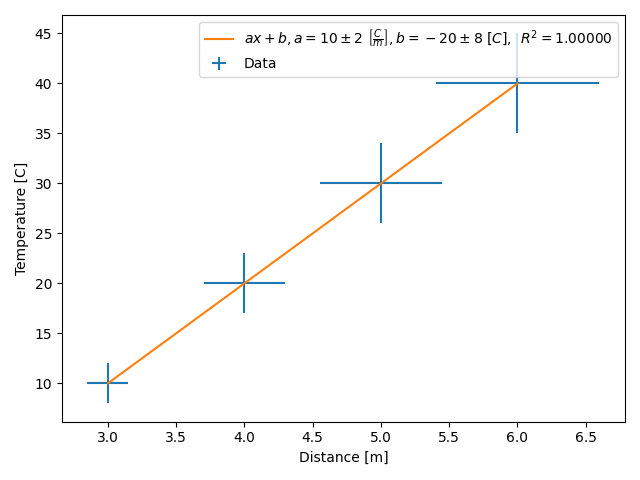 ax + b, a = 10 ± 2 [C/m], b = −20 ± 8 [C], R² = 1.00000
Data
45
40
35
30
25
20
15
10
Temperature [C]
3.0 3.5 4.0 4.5 5.0 5.5 6.0 6.5
Distance [m]